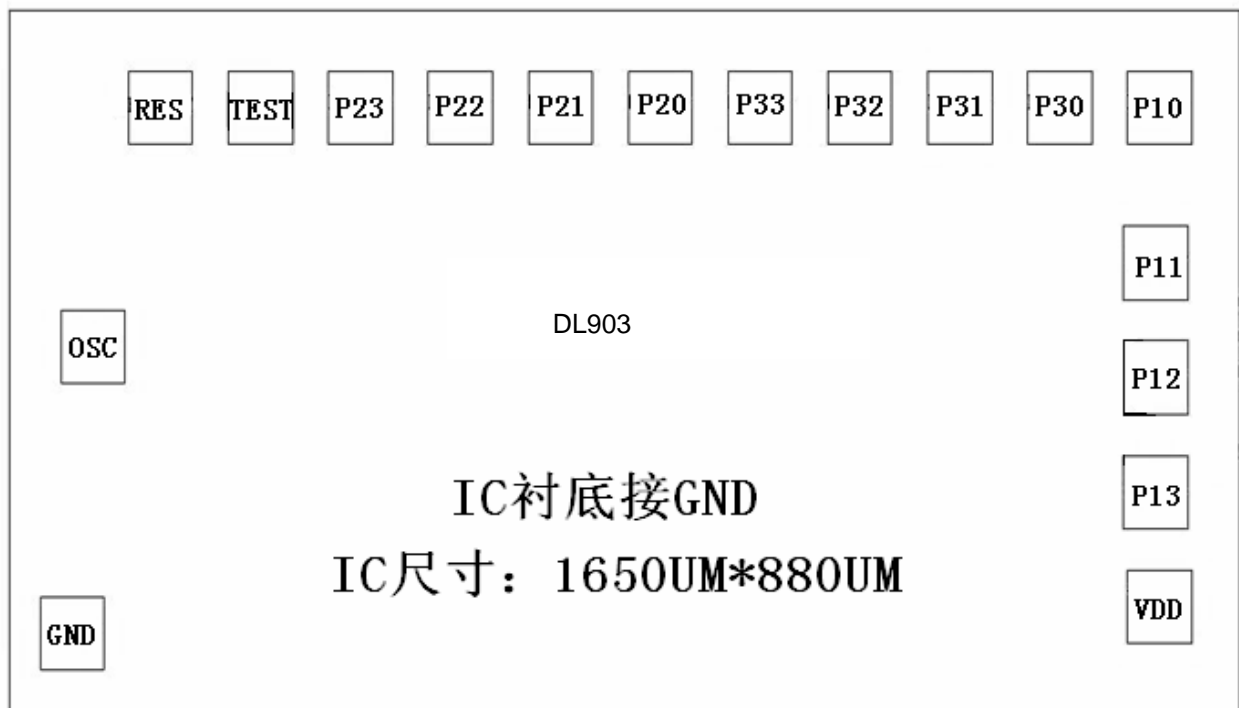 RES TEST P23 P22 P21 P20 P33 P32 P31 P30 P10
P11
DL903
OSC
P12
IC衬底接GND
P13
IC尺寸：1650UM*880UM
GND
VDD